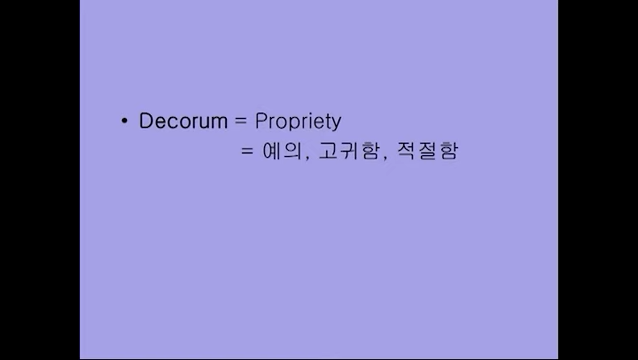 • Decorum = Propriety
= 예의, 고귀함, 적절함